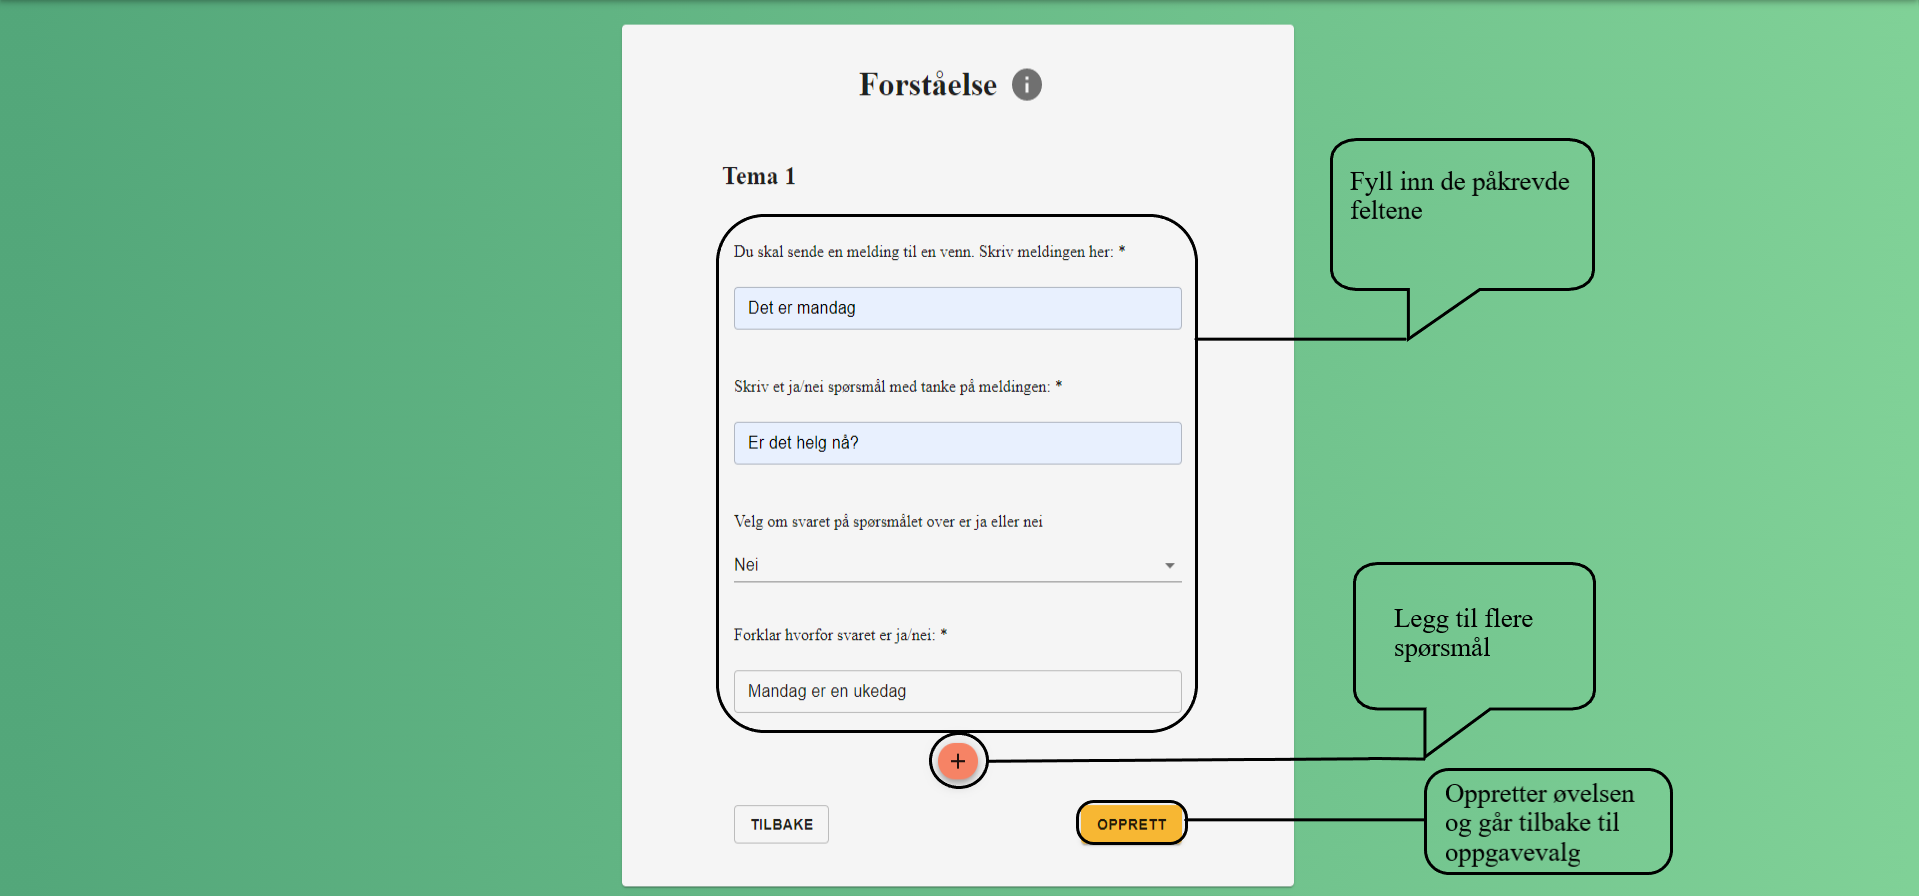 Forståelse
Tema 1
Du skal sende en melding til en venn. Skriv meldingen her: *
Det er mandag
Skriv et ja/nei spørsmål med tanke på meldingen: *
Er det helg nå?
Velg om svaret på spørsmålet over er ja eller nei
Nei
Forklar hvorfor svaret er ja/nei: *
Mandag er en ukedag
+
TILBAKE
OPPRETT
Fyll inn de påkrevde
feltene
Legg til flere
spørsmål
Oppretter øvelsen
og går tilbake til
oppgavevalg